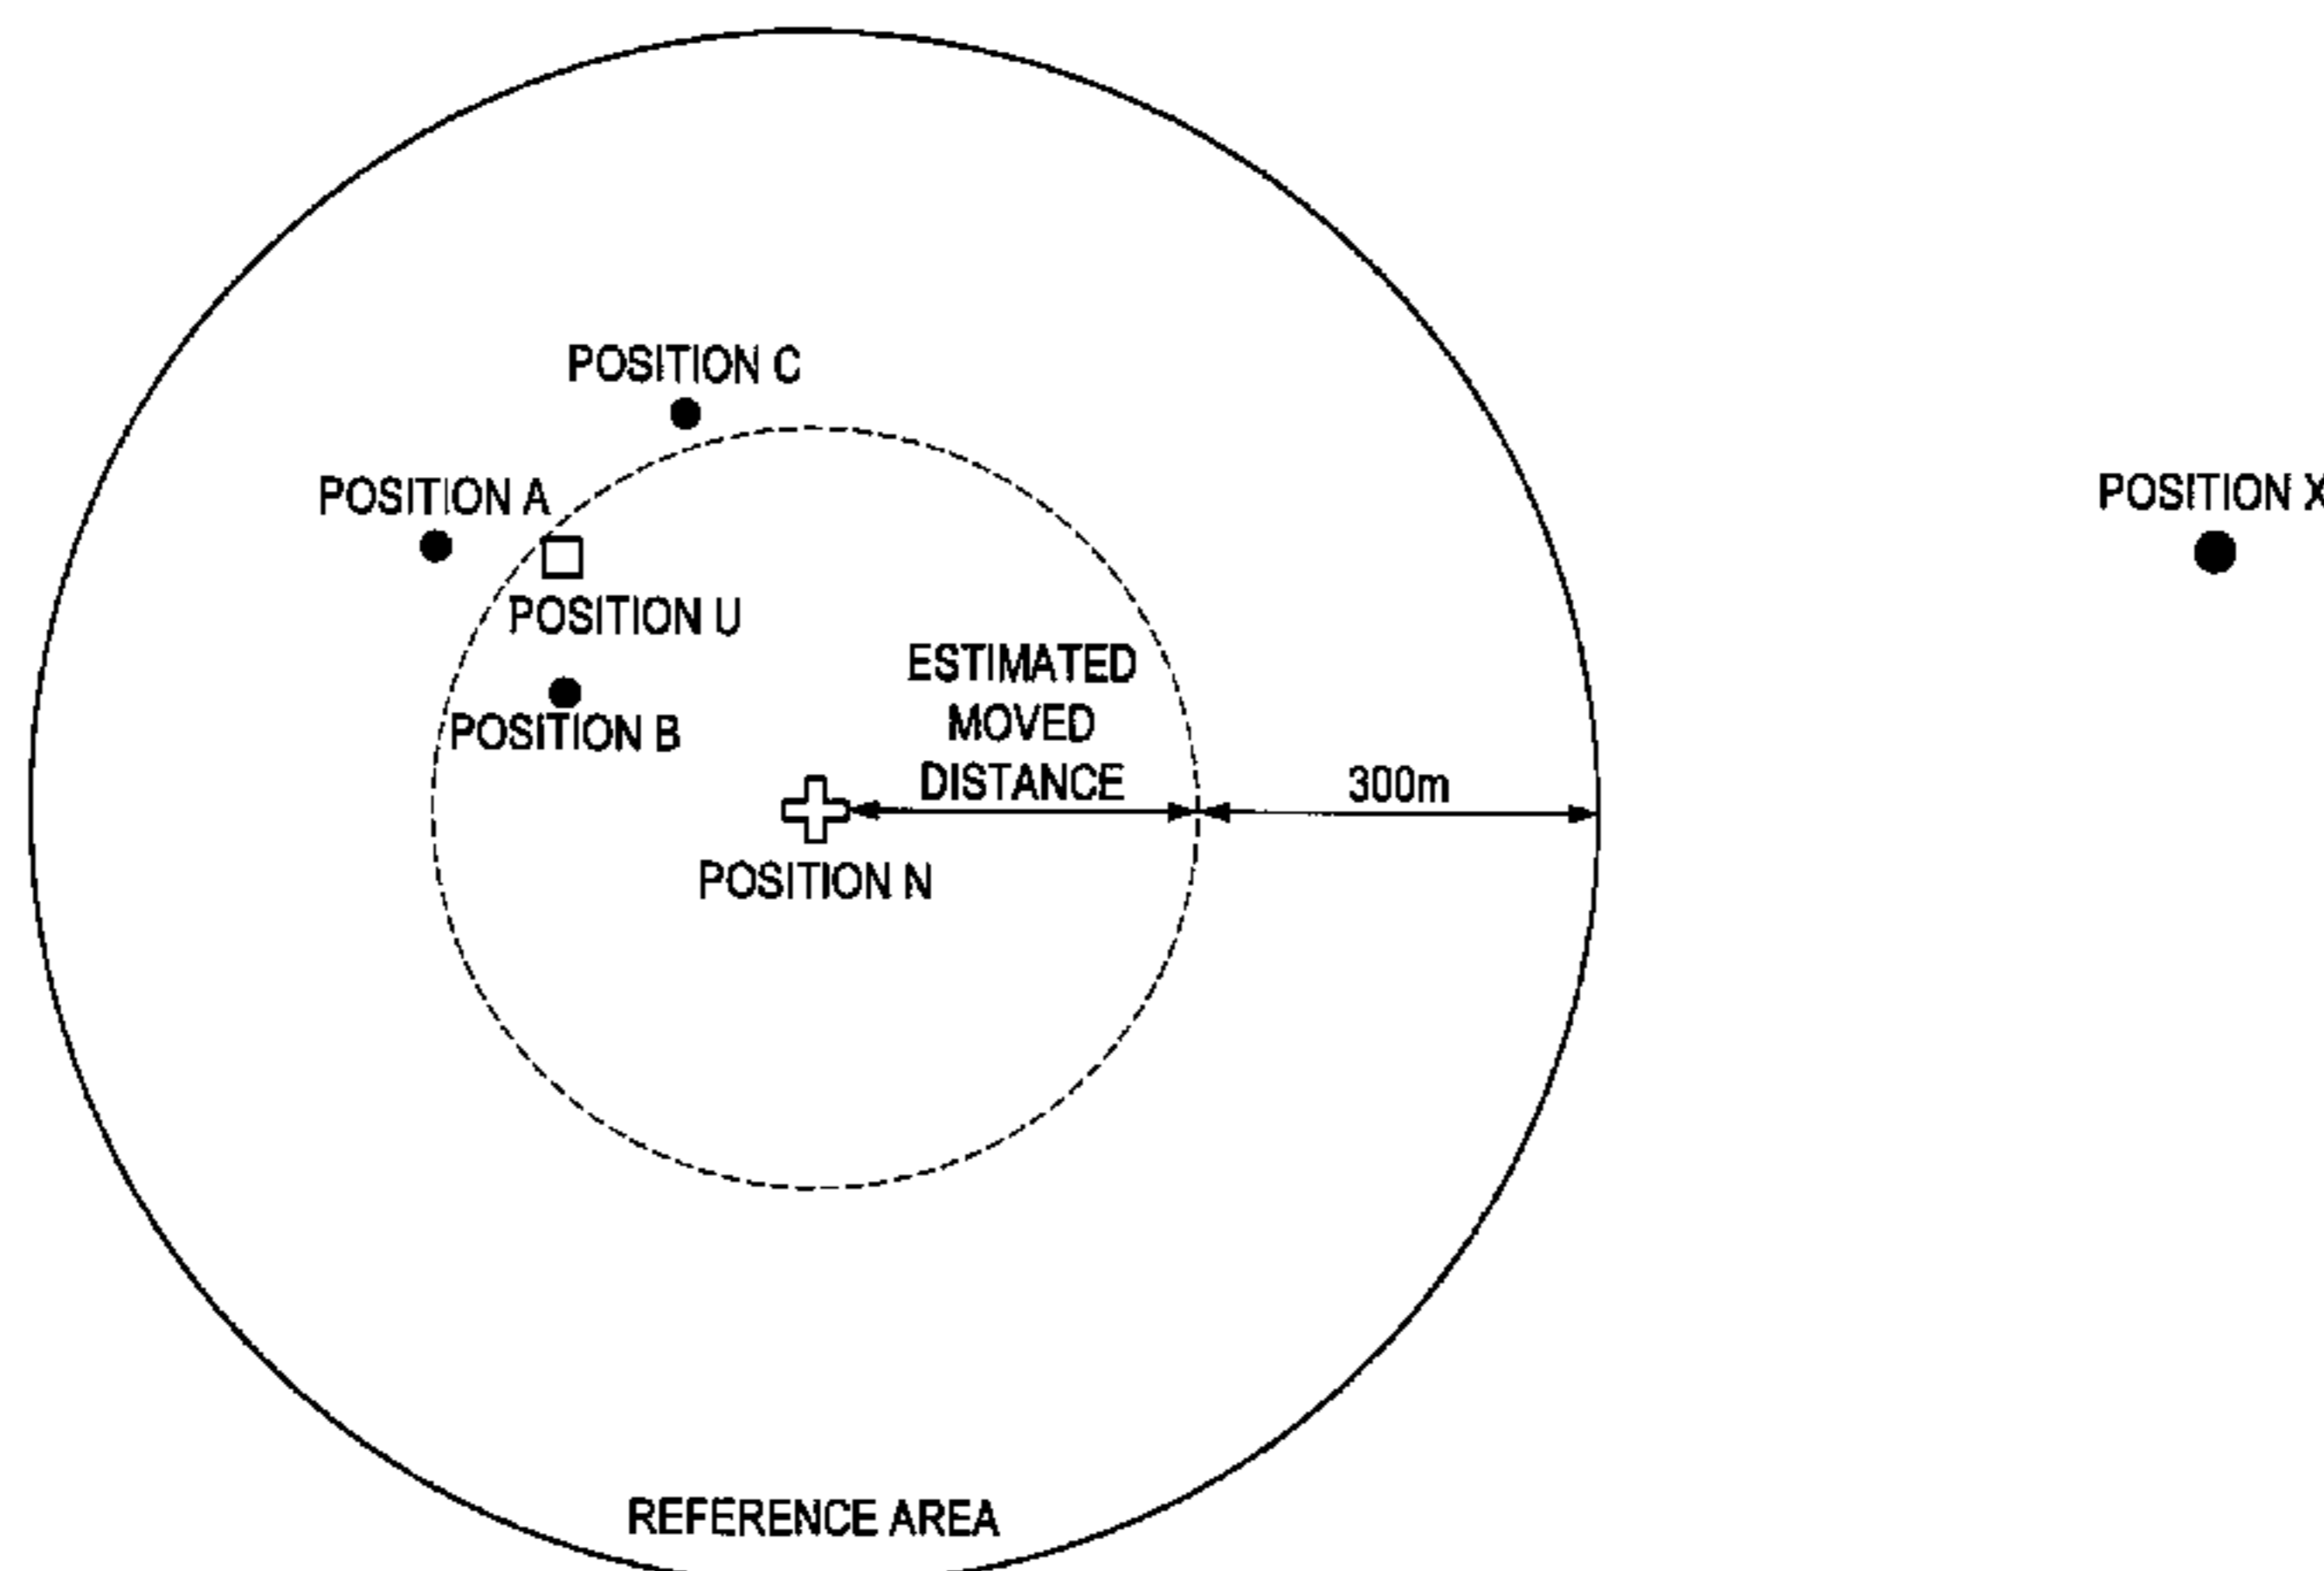 POSITION C
POSITION A
POSITION X
POSITION U
ESTIMATED
MOVED
DISTANCE
POSITION B
300m
POSITION N
REFERENCE AREA